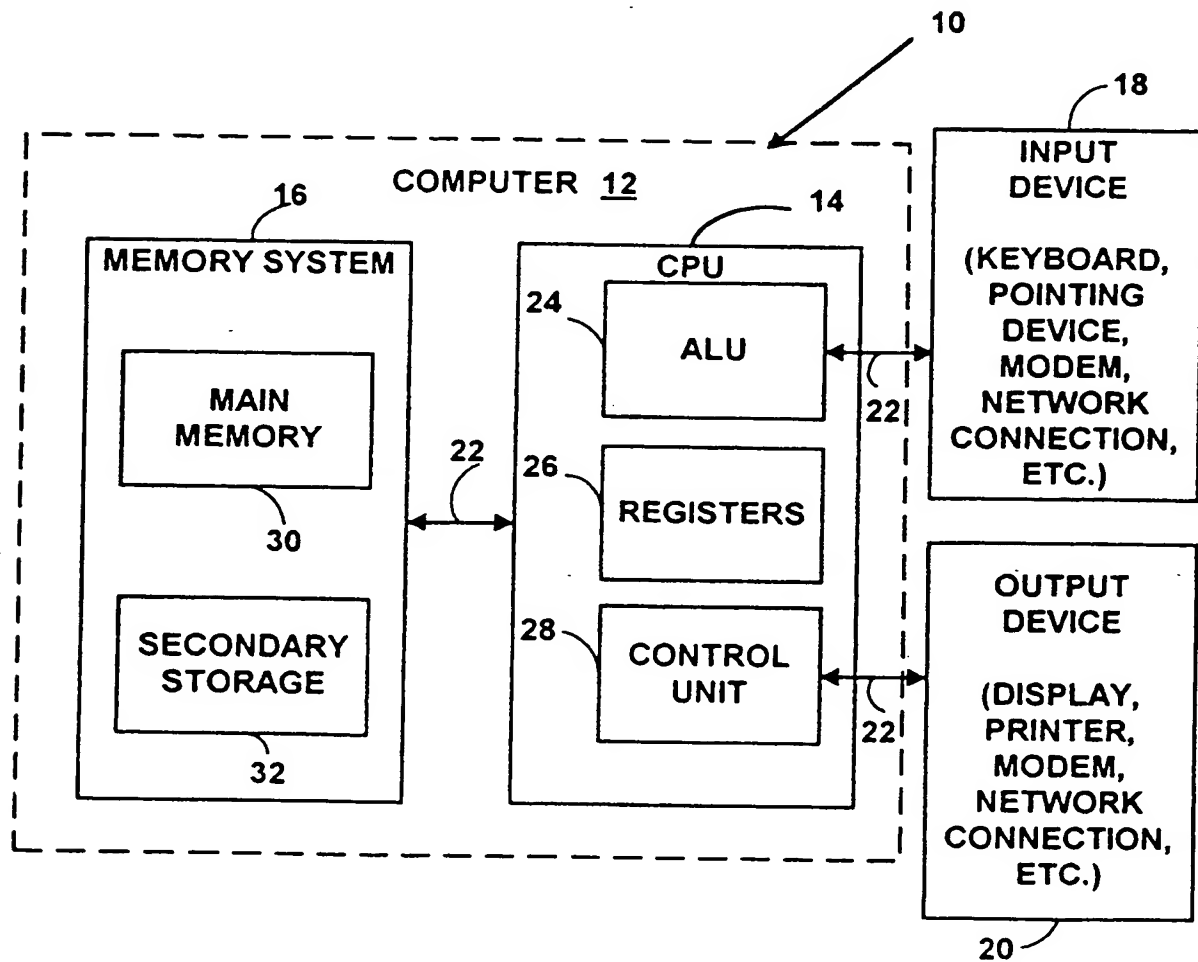 10
18
COMPUTER 12
16
14
MEMORY SYSTEM
MAIN
MEMORY
30
SECONDARY
STORAGE
32
22
CPU
24
ALU
26
REGISTERS
28
CONTROL
UNIT
22
22
INPUT
DEVICE
(KEYBOARD,
POINTING
DEVICE,
MODEM,
NETWORK
CONNECTION,
ETC.)
OUTPUT
DEVICE
(DISPLAY,
PRINTER,
MODEM,
NETWORK
CONNECTION,
ETC.)
20